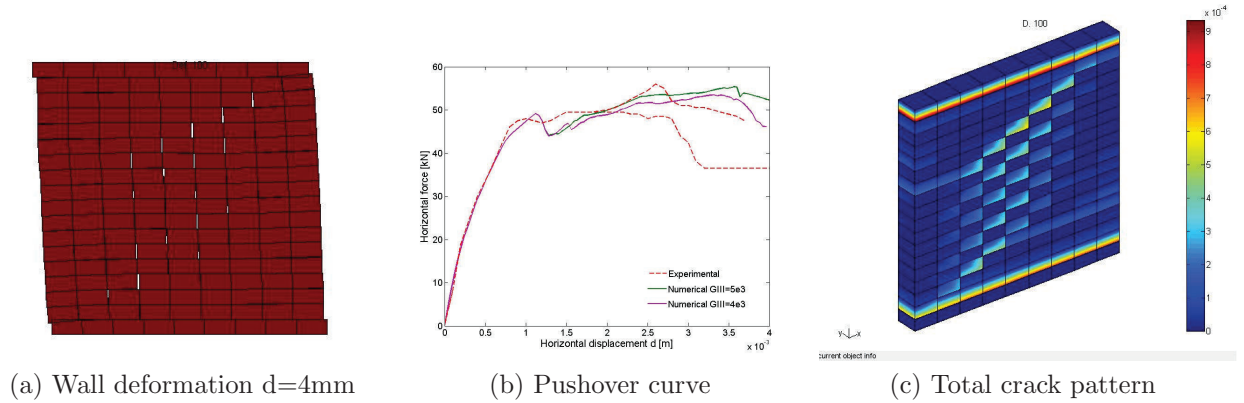 60
50
40
30
20
10
0
Horizontal force [kN]
0 0.5 1 1.5 2 2.5 3 3.5 4
x 10⁻³
Horizontal displacement d [m]
Experimental
Numerical GIII=5e3
Numerical GIII=4e3
D. 100
x 10⁻⁴
9
8
7
6
5
4
3
2
1
0
y x
current object info
(a) Wall deformation d=4mm
(b) Pushover curve
(c) Total crack pattern